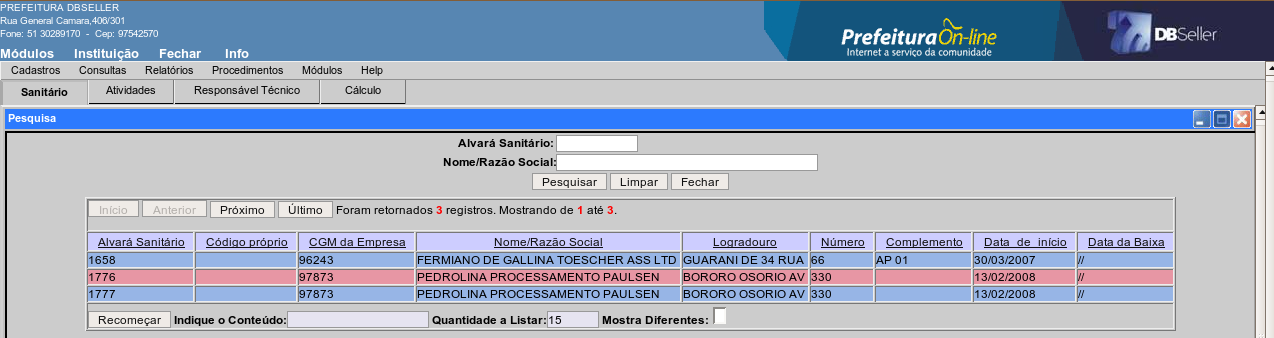 PREFEITURA DBSELLER
Rua General Camara,406/301
Fone: 51 30289170 - Cep: 97542570
Módulos Instituição Fechar Info
PrefeituraOn-line
Internet a serviço da comunidade
DBSeller
Cadastros Consultas Relatórios Procedimentos Módulos Help
Sanitário Atividades Responsável Técnico Cálculo
Pesquisa
Alvará Sanitário:
Nome/Razão Social:
Pesquisar Limpar Fechar
Início Anterior Próximo Último Foram retornados 3 registros. Mostrando de 1 até 3.
Alvará Sanitário Código próprio CGM da Empresa Nome/Razão Social Logradouro Número Complemento Data_de_início Data da Baixa
1658 96243 FERMIANO DE GALLINA TOESCHER ASS LTD GUARANI DE 34 RUA 66 AP 01 30/03/2007 //
1776 97873 PEDROLINA PROCESSAMENTO PAULSEN BORORO OSORIO AV 330 13/02/2008 //
1777 97873 PEDROLINA PROCESSAMENTO PAULSEN BORORO OSORIO AV 330 13/02/2008 //
Recomeçar Indique o Conteúdo: Quantidade a Listar:15 Mostra Diferentes: